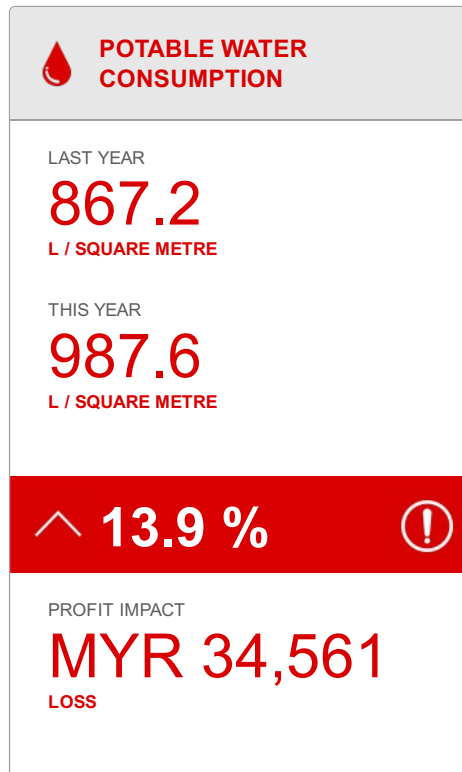 POTABLE WATER
CONSUMPTION
LAST YEAR
867.2
L / SQUARE METRE
THIS YEAR
987.6
L / SQUARE METRE
13.9 %
PROFIT IMPACT
MYR 34,561
LOSS